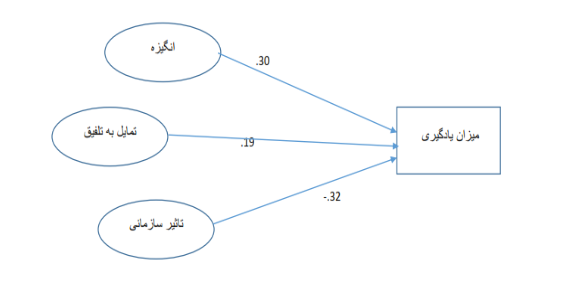 انگیزه
.30
تمایل به تلفیق
.19
میزان یادگیری
تاثیر سازمانی
-.32